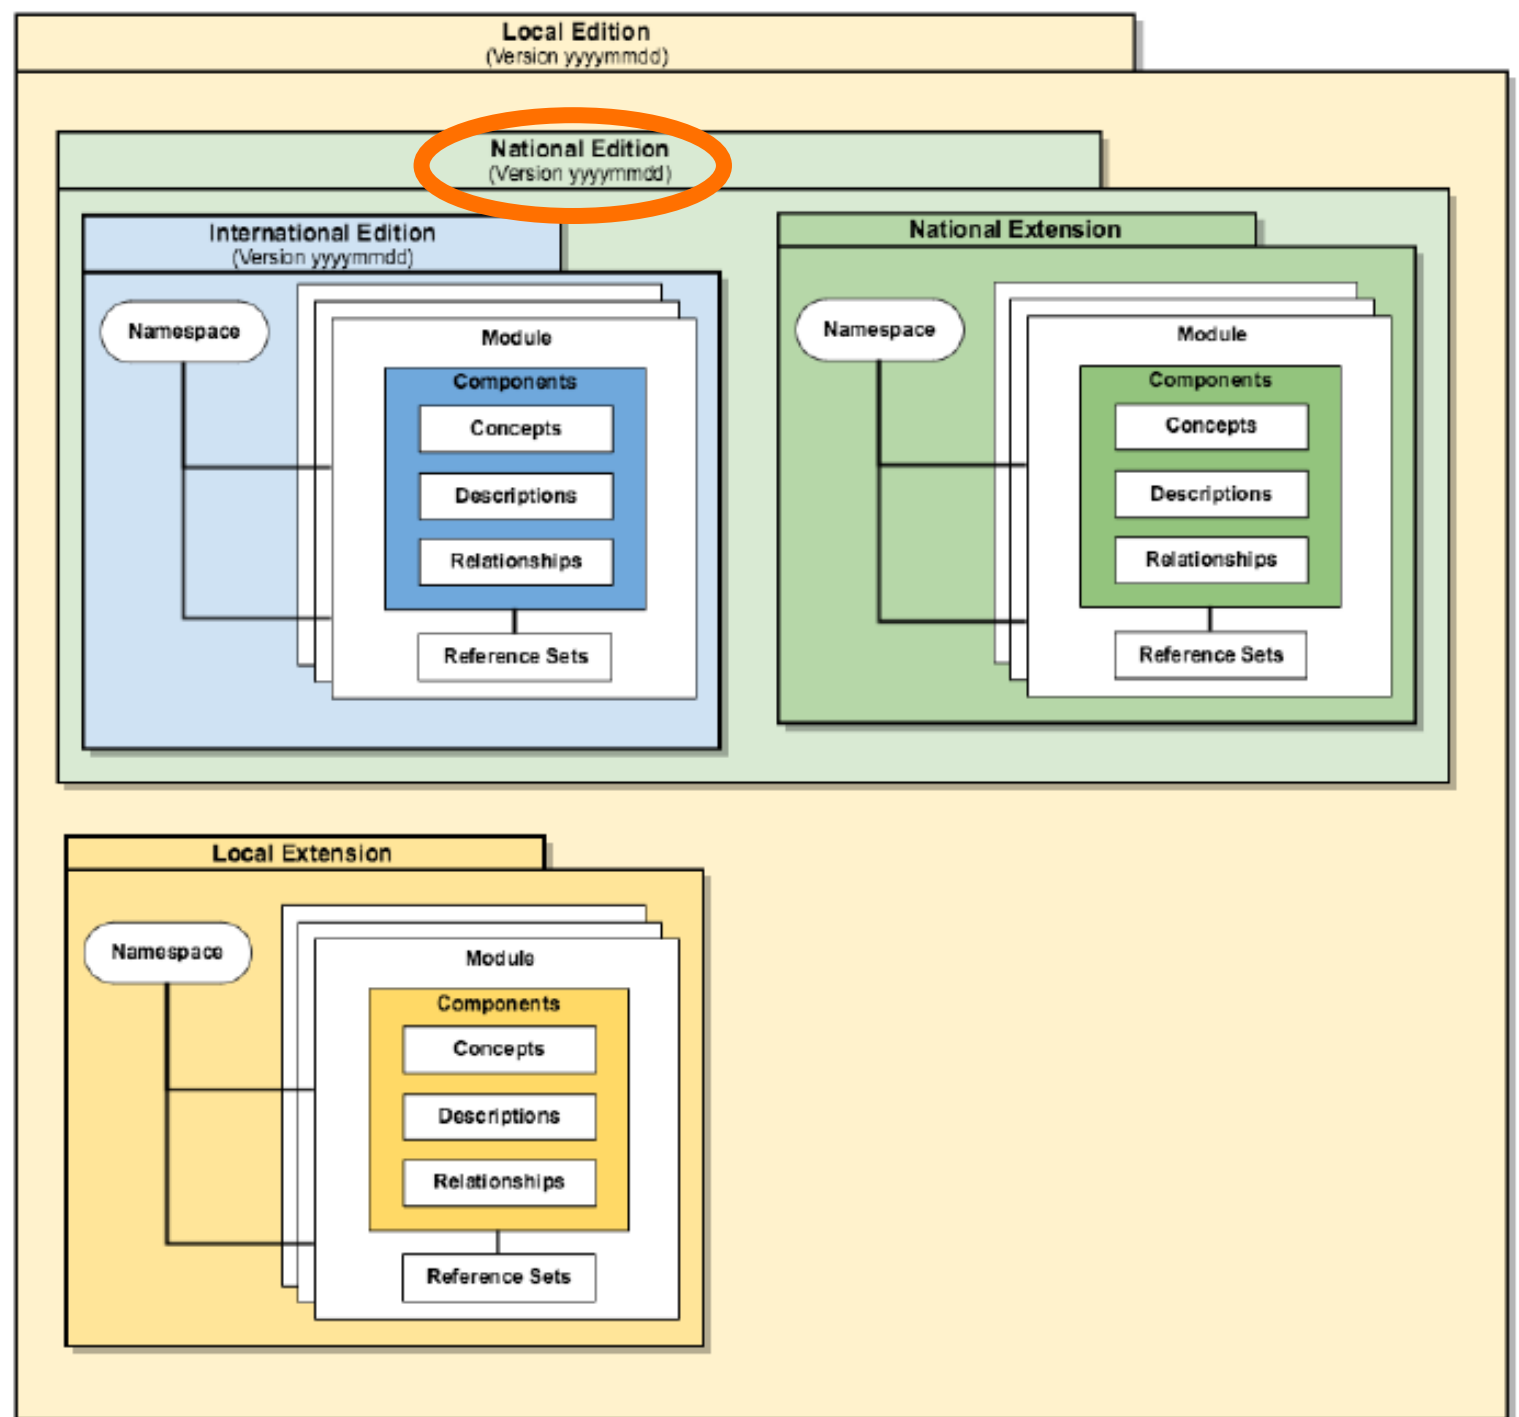 Local Edition
(Version yyyymmdd)
National Edition
(Version yyyymmdd)
International Edition
(Version yyyymmdd)
Namespace
Module
Components
Concepts
Descriptions
Relationships
Reference Sets
National Extension
Namespace
Module
Components
Concepts
Descriptions
Relationships
Reference Sets
Local Extension
Namespace
Module
Components
Concepts
Descriptions
Relationships
Reference Sets